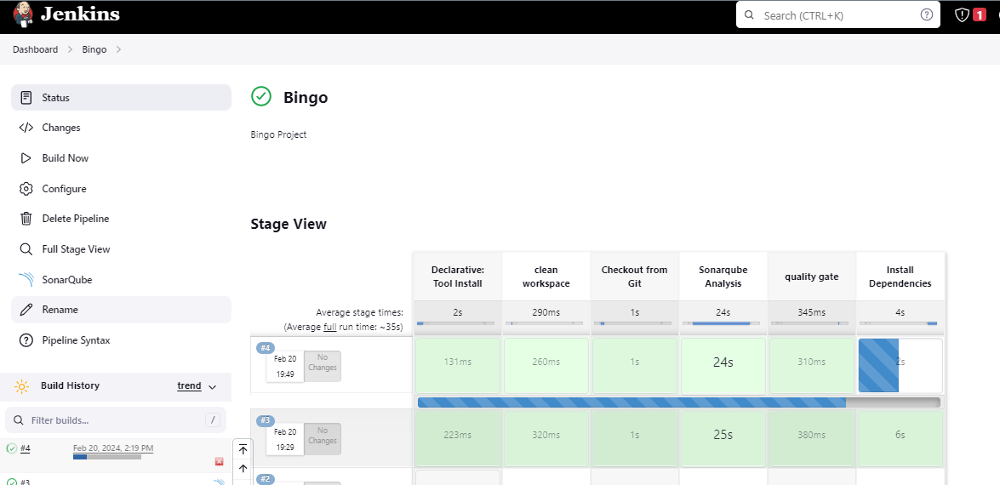 Jenkins
Search (CTRL+K)
1
Dashboard
Bingo
Status
Changes
Build Now
Configure
Delete Pipeline
Full Stage View
SonarQube
Rename
Pipeline Syntax
Build History
trend
Filter builds...
/
#4
Feb 20, 2024, 2:19 PM
#3
Bingo
Bingo Project
Stage View
Declarative:
Tool Install
clean
workspace
Checkout from
Git
Sonarqube
Analysis
quality gate
Install
Dependencies
Average stage times:
(Average full run time: ~35s)
2s
290ms
1s
24s
345ms
4s
#4
Feb 20
19:49
No
Changes
131ms
260ms
1s
24s
310ms
2s
#3
Feb 20
19:29
No
Changes
223ms
320ms
1s
25s
380ms
6s
#2